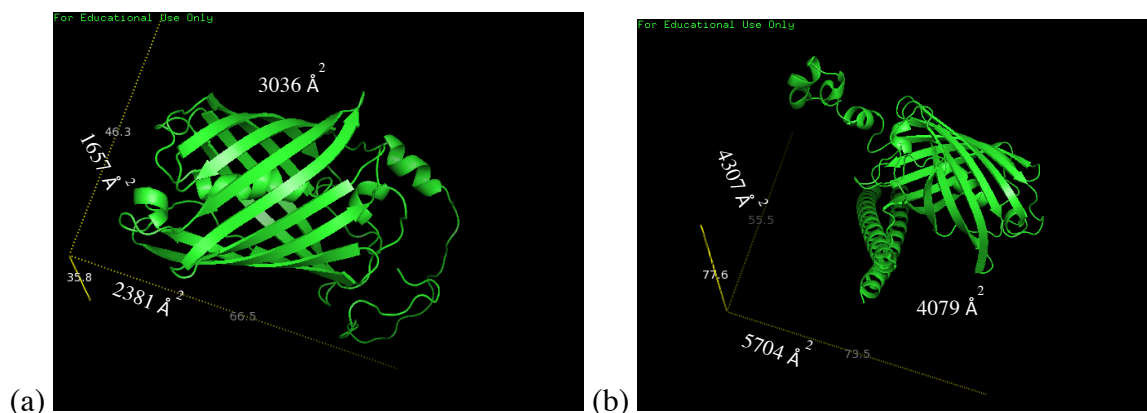 For Educational Use Only
3036 Å²
46.3
1657 Å²
35.8
2381 Å²
66.5
(a)
For Educational Use Only
4307 Å²
55.5
77.6
4079 Å²
5704 Å²
73.5
(b)